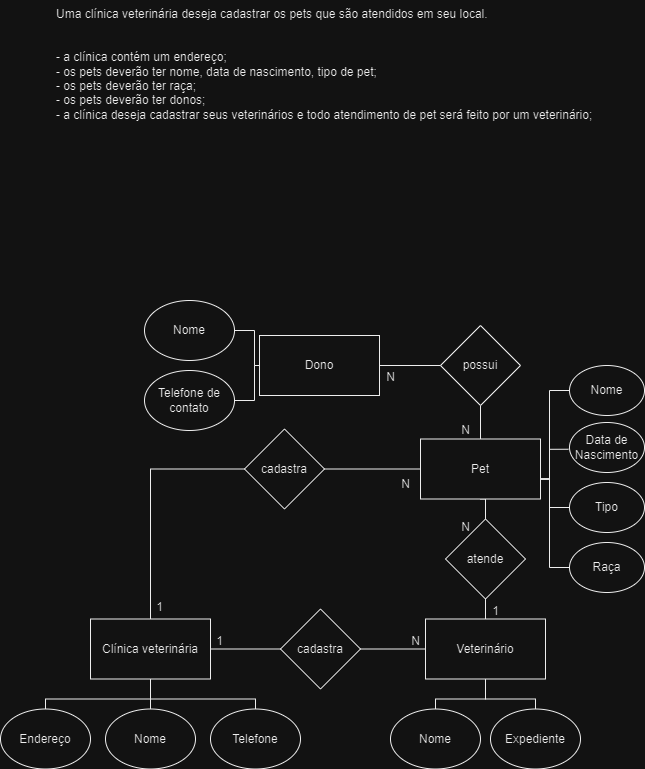 Uma clínica veterinária deseja cadastrar os pets que são atendidos em seu local.
- a clínica contém um endereço;
- os pets deverão ter nome, data de nascimento, tipo de pet;
- os pets deverão ter raça;
- os pets deverão ter donos;
- a clínica deseja cadastrar seus veterinários e todo atendimento de pet será feito por um veterinário;
Nome
Dono
possui
N
Telefone de
contato
Nome
N
Data de
Nascimento
cadastra
Pet
N
Tipo
N
atende
Raça
1
1
Clínica veterinária
1
cadastra
N
Veterinário
Endereço
Nome
Telefone
Nome
Expediente